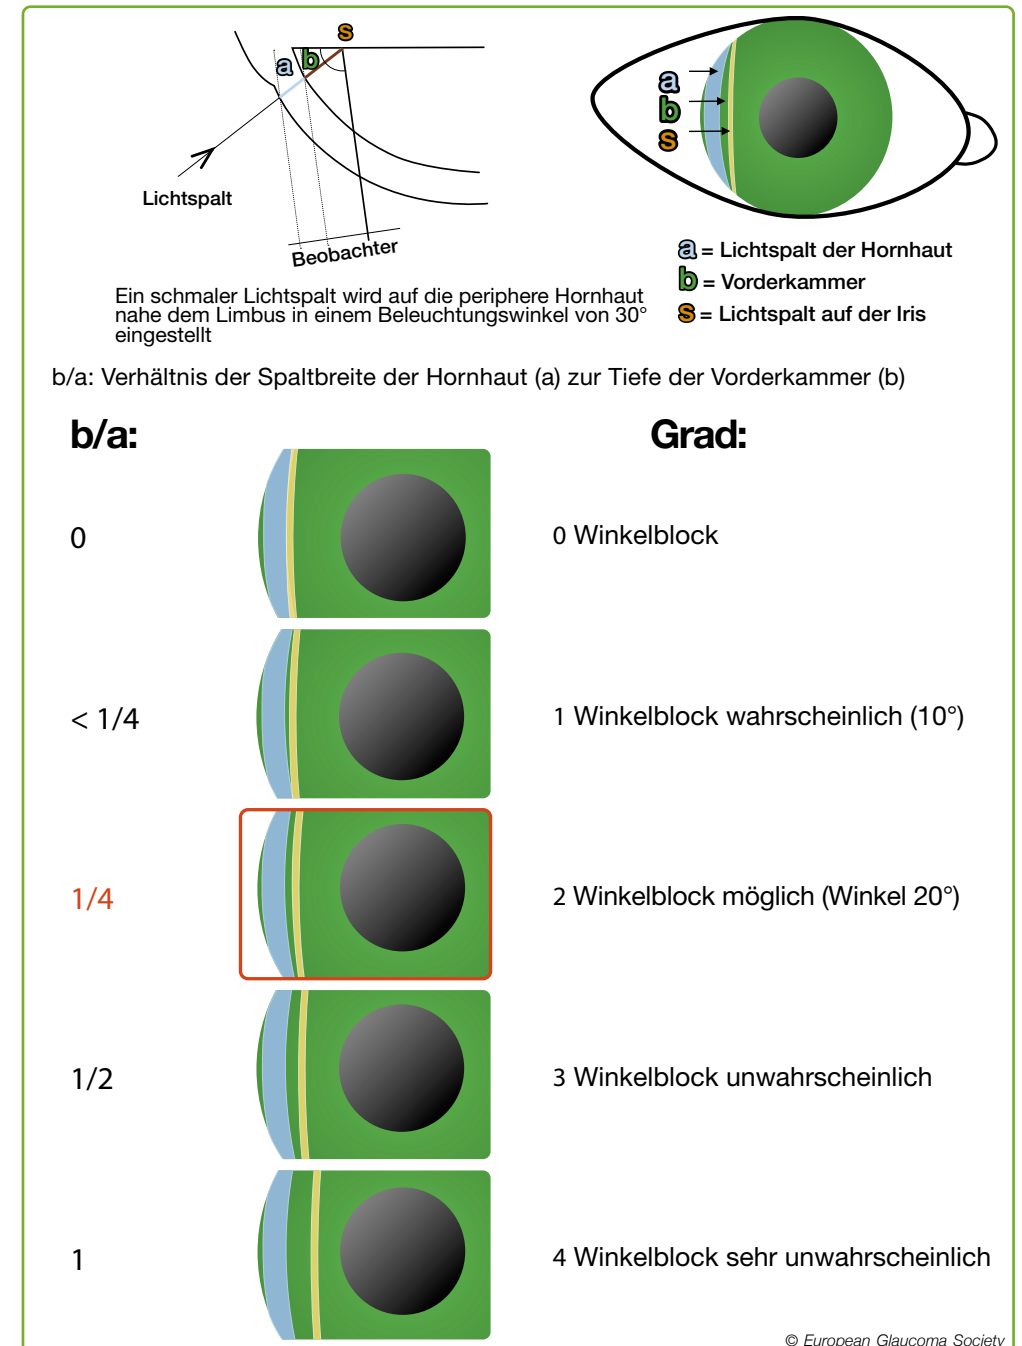 s
a
b
Lichtspalt
Beobachter
a
b
s
a = Lichtspalt der Hornhaut
b = Vorderkammer
s = Lichtspalt auf der Iris
Ein schmaler Lichtspalt wird auf die periphere Hornhaut
nahe dem Limbus in einem Beleuchtungswinkel von 30°
eingestellt
b/a: Verhältnis der Spaltbreite der Hornhaut (a) zur Tiefe der Vorderkammer (b)
b/a: Grad:
0 0 Winkelblock
< 1/4 1 Winkelblock wahrscheinlich (10°)
1/4 2 Winkelblock möglich (Winkel 20°)
1/2 3 Winkelblock unwahrscheinlich
1 4 Winkelblock sehr unwahrscheinlich
© European Glaucoma Society